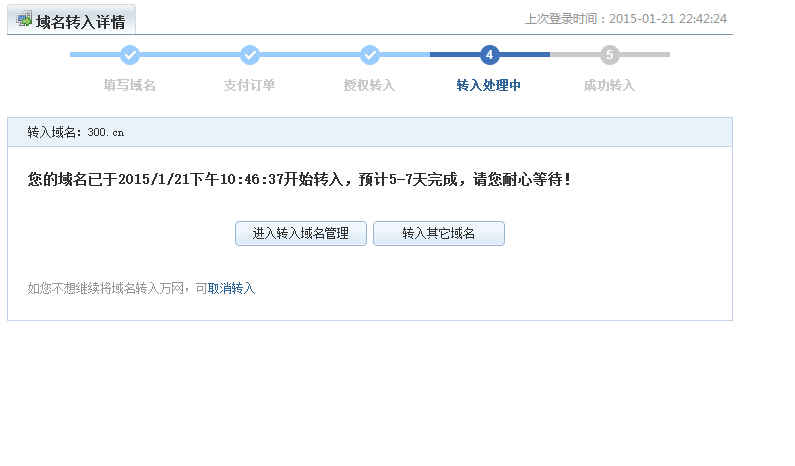 域名转入详情
上次登录时间：2015-01-21 22:42:24
4 5
填写域名 支付订单 授权转入 转入处理中 成功转入
转入域名：300.cn
您的域名已于2015/1/21下午10:46:37开始转入，预计5-7天完成，请您耐心等待！
进入转入域名管理 转入其它域名
如您不想继续将域名转入万网，可取消转入